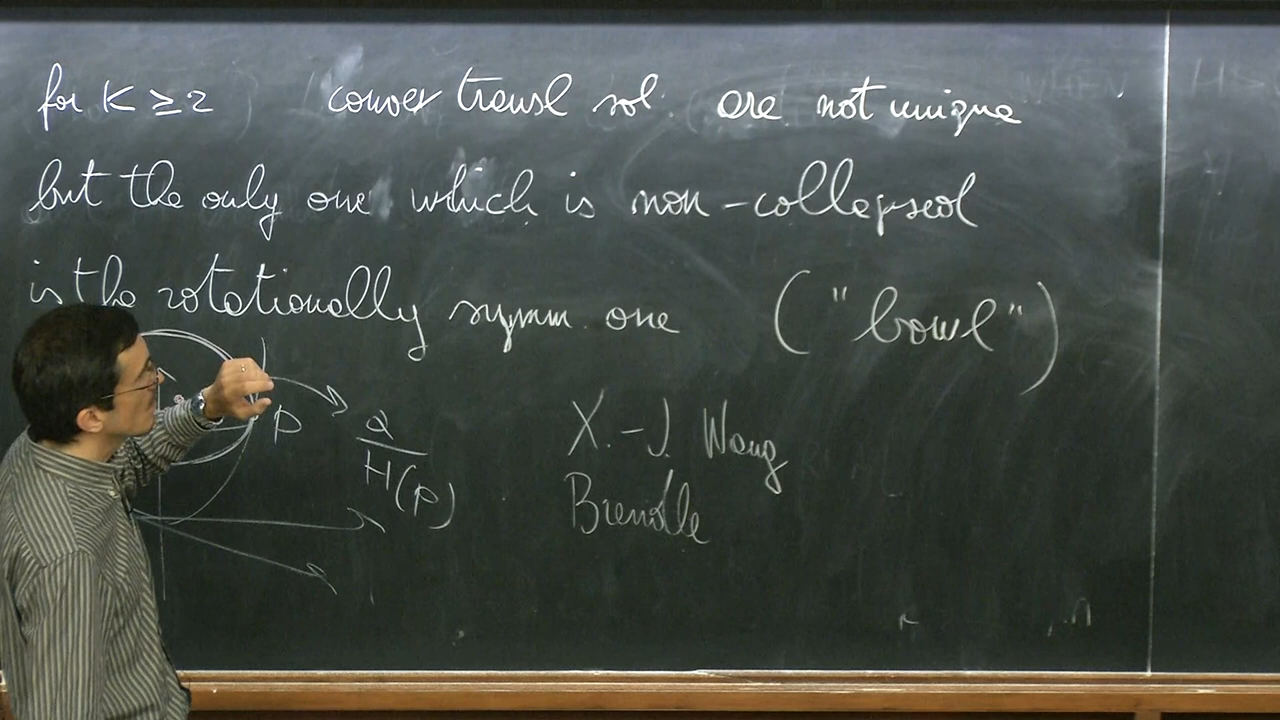 for K ≥ 2 convex transl sol. are not unique
but the only one which is non-collapsed
is the rotationally symm. one ("bowl")
p
α
H(p)
X.-J. Wang
Brendle